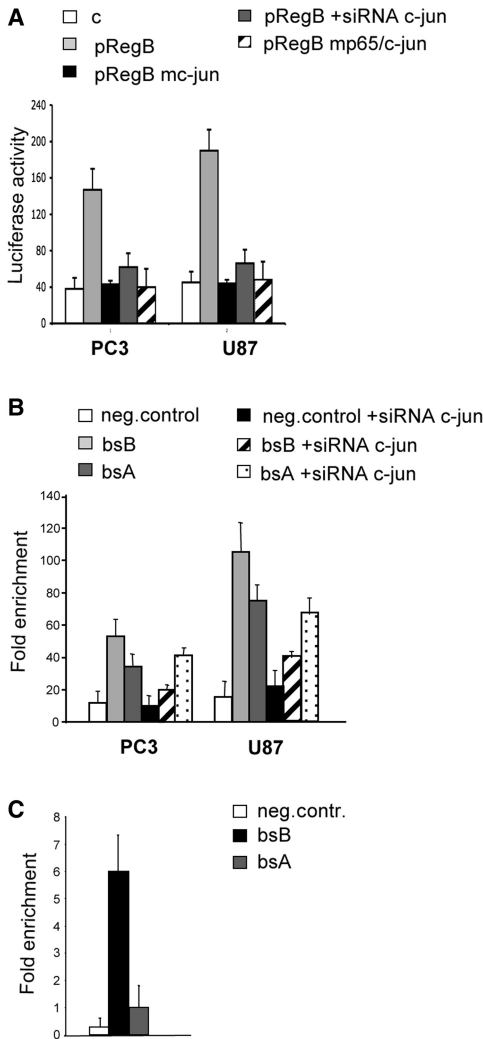 A
c
pRegB +siRNA c-jun
pRegB
pRegB mp65/c-jun
pRegB mc-jun
Luciferase activity
240
200
160
120
80
40
0
PC3
U87
B
neg.control
neg.control +siRNA c-jun
bsB
bsB +siRNA c-jun
bsA
bsA +siRNA c-jun
Fold enrichment
140
120
100
80
60
40
20
0
PC3
U87
C
neg.contr.
bsB
bsA
Fold enrichment
8
7
6
5
4
3
2
1
0